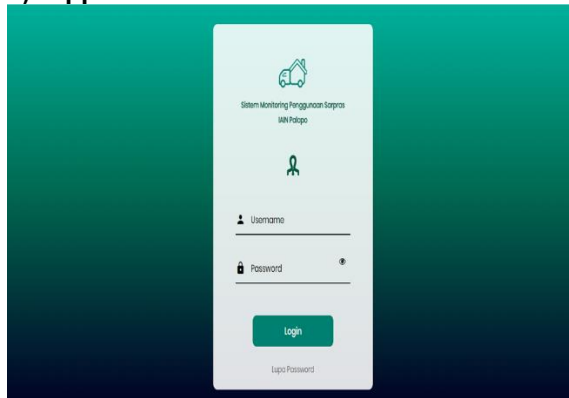 Sistem Monitoring Penggunaan Sarpras
IAIN Palopo
Username
Password
Login
Lupa Password